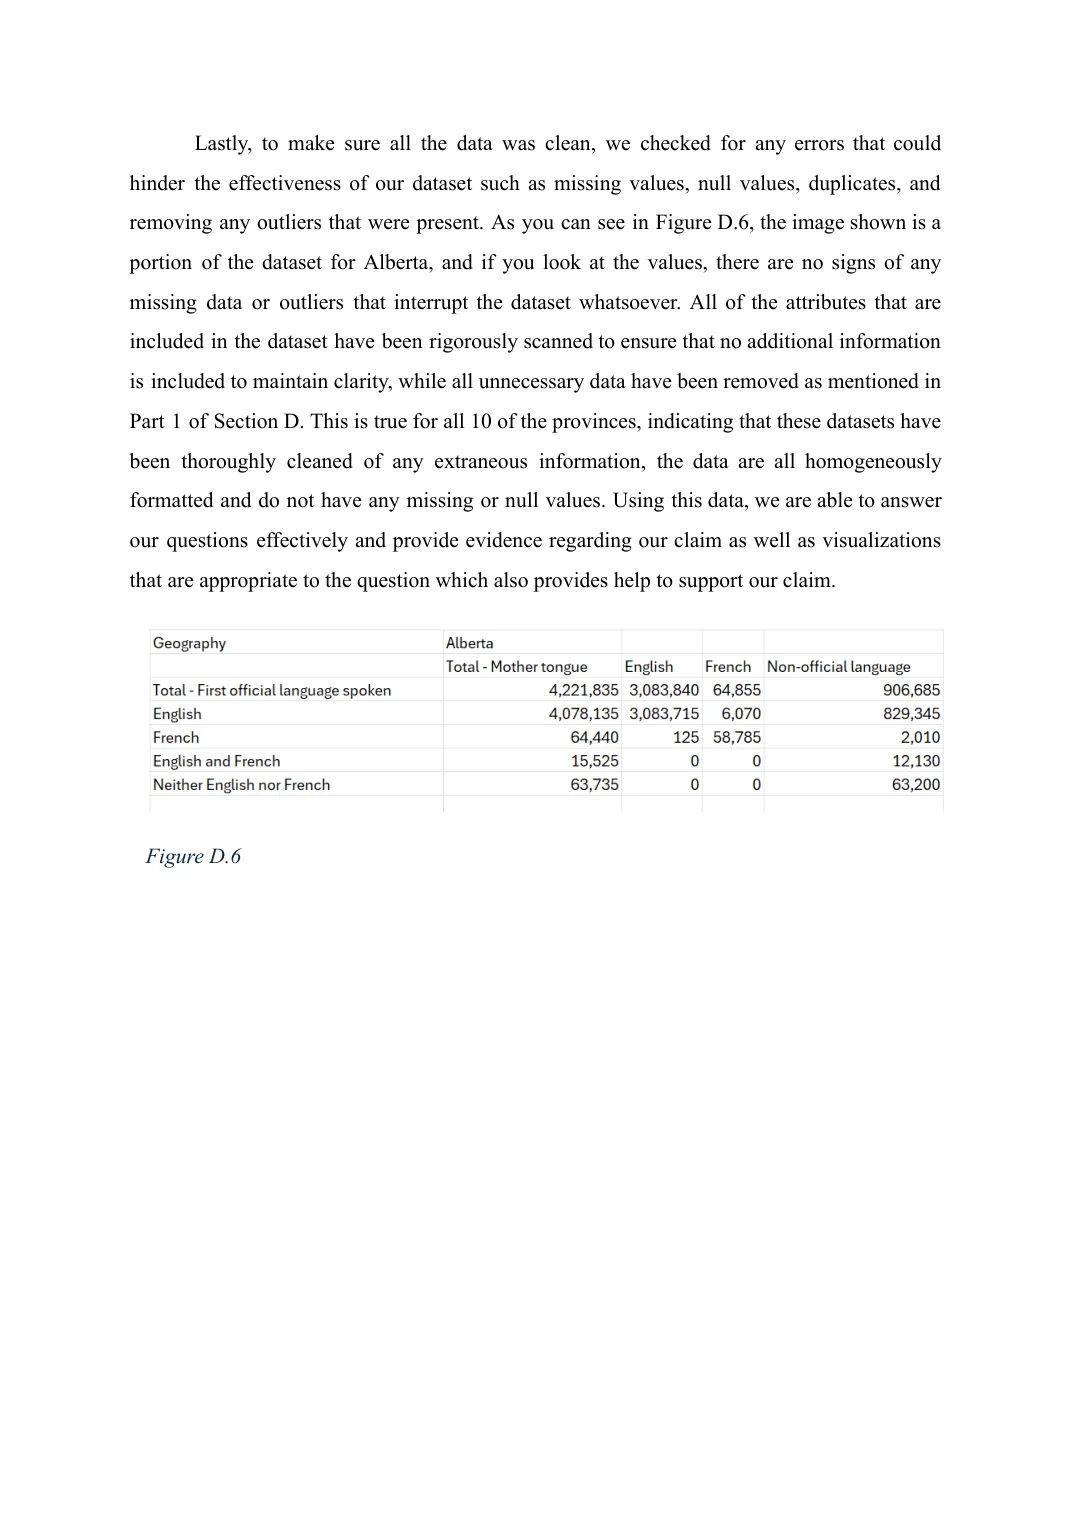 Lastly, to make sure all the data was clean, we checked for any errors that could
hinder the effectiveness of our dataset such as missing values, null values, duplicates, and
removing any outliers that were present. As you can see in Figure D.6, the image shown is a
portion of the dataset for Alberta, and if you look at the values, there are no signs of any
missing data or outliers that interrupt the dataset whatsoever. All of the attributes that are
included in the dataset have been rigorously scanned to ensure that no additional information
is included to maintain clarity, while all unnecessary data have been removed as mentioned in
Part 1 of Section D. This is true for all 10 of the provinces, indicating that these datasets have
been thoroughly cleaned of any extraneous information, the data are all homogeneously
formatted and do not have any missing or null values. Using this data, we are able to answer
our questions effectively and provide evidence regarding our claim as well as visualizations
that are appropriate to the question which also provides help to support our claim.
Geography Alberta
Total - Mother tongue English French Non-official language
Total - First official language spoken 4,221,835 3,083,840 64,855 906,685
English 4,078,135 3,083,715 6,070 829,345
French 64,440 125 58,785 2,010
English and French 15,525 0 0 12,130
Neither English nor French 63,735 0 0 63,200
Figure D.6